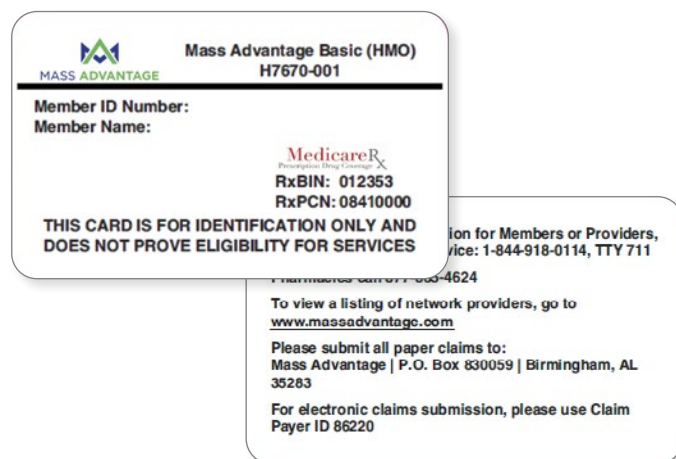 MASS ADVANTAGE
Mass Advantage Basic (HMO)
H7670-001
Member ID Number:
Member Name:
MedicareRx
Prescription Drug Coverage
RxBIN: 012353
RxPCN: 08410000
THIS CARD IS FOR IDENTIFICATION ONLY AND
DOES NOT PROVE ELIGIBILITY FOR SERVICES
ion for Members or Providers,
vice: 1-844-918-0114, TTY 711
-4624
To view a listing of network providers, go to
www.massadvantage.com
Please submit all paper claims to:
Mass Advantage | P.O. Box 830059 | Birmingham, AL
35283
For electronic claims submission, please use Claim
Payer ID 86220